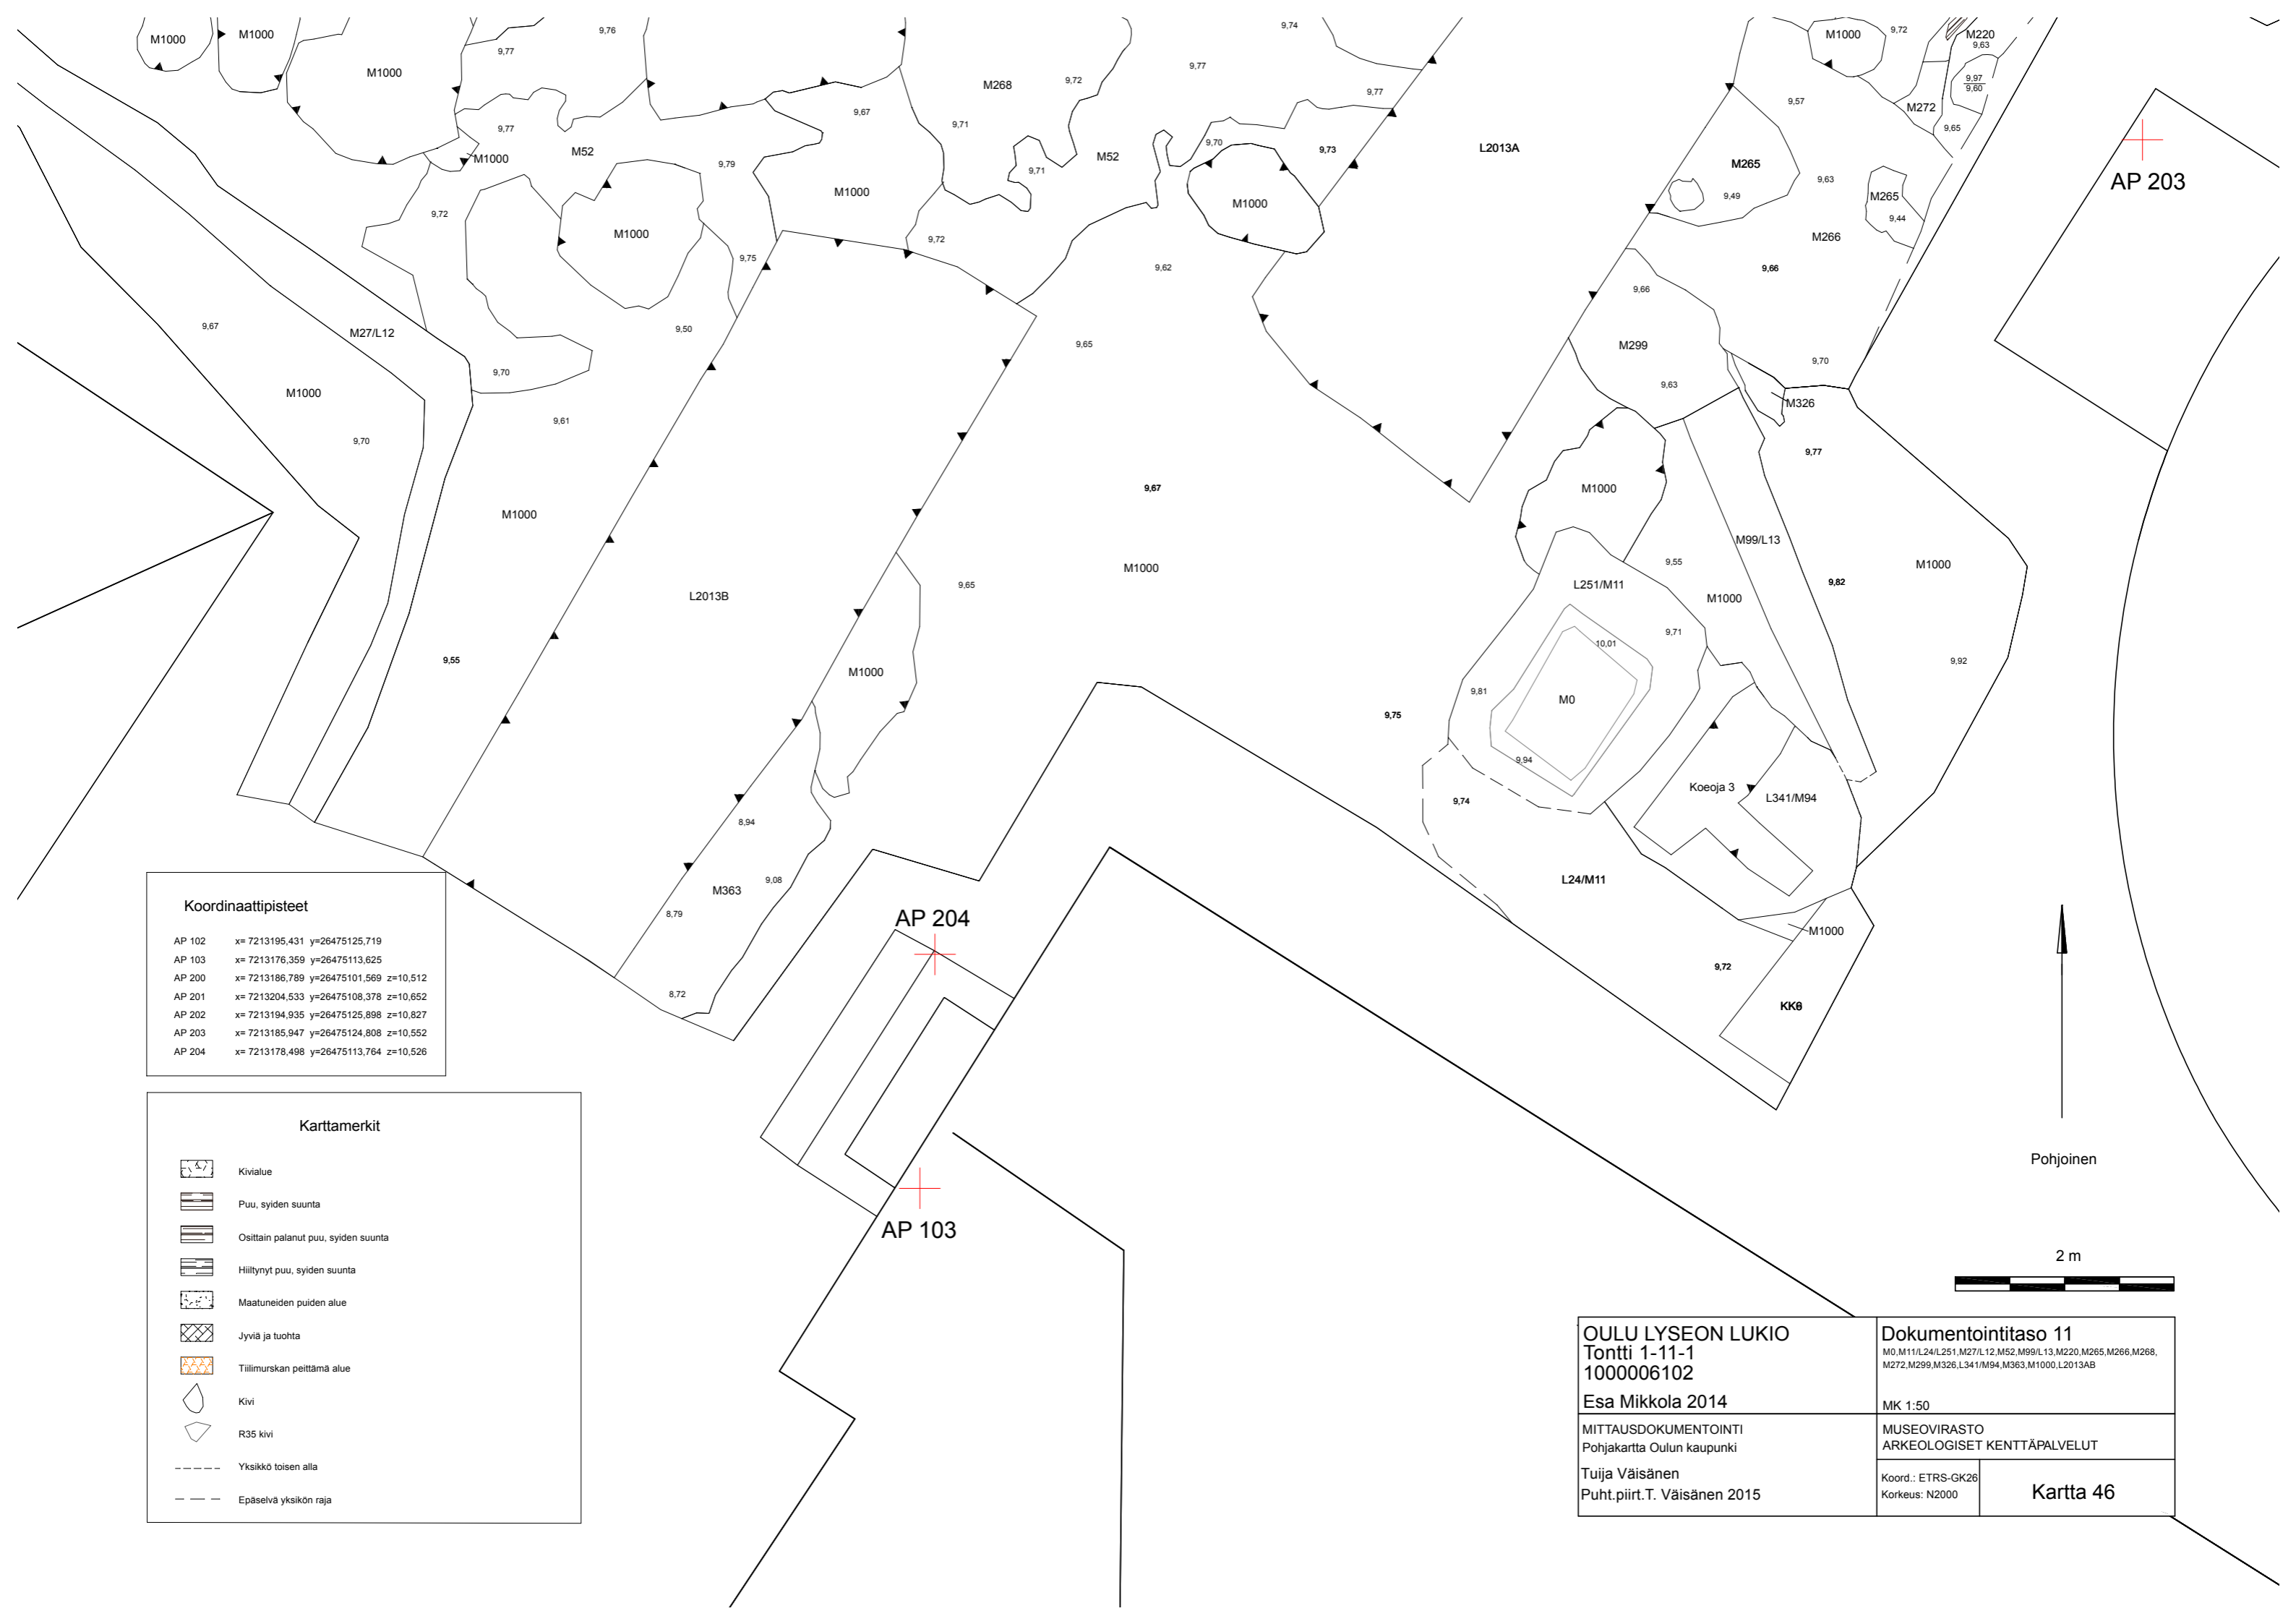 9,74
9,72
M220
M1000
M1000
M1000
9,76
9,63
9,77
9,77
M1000
M268
9,72
9,97
9,60
9,77
9,57
M272
9,67
9,71
9,77
9,65
M1000
M52
9,79
M52
9,70
9,73
L2013A
M265
9,71
9,63
AP 203
M1000
9,49
M265
M1000
9,72
9,44
M1000
9,72
M266
9,75
9,62
9,66
9,66
9,67
M27/L12
9,50
9,65
M299
9,70
9,70
9,63
M1000
M326
9,61
9,70
9,77
M1000
9,67
M1000
M99/L13
9,55
M1000
M1000
L2013B
9,65
L251/M11
9,82
M1000
9,71
10,01
9,55
9,92
M1000
9,81
M0
9,75
9,94
Koeoja 3
L341/M94
9,74
8,94
9,08
M363
L24/M11
8,79
AP 204
M1000
9,72
8,72
KK6
Koordinaattipisteet
AP 102 x= 7213195,431 y=26475125,719
AP 103 x= 7213176,359 y=26475113,625
AP 200 x= 7213186,789 y=26475101,569 z=10,512
AP 201 x= 7213204,533 y=26475108,378 z=10,652
AP 202 x= 7213194,935 y=26475125,898 z=10,827
AP 203 x= 7213185,947 y=26475124,808 z=10,552
AP 204 x= 7213178,498 y=26475113,764 z=10,526
AP 103
Pohjoinen
2 m
Karttamerkit
Kivialue
Puu, syiden suunta
Osittain palanut puu, syiden suunta
Hiiltynyt puu, syiden suunta
Maatuneiden puiden alue
Jyviä ja tuohta
Tiilimurskan peittämä alue
Kivi
R35 kivi
Yksikkö toisen alla
Epäselvä yksikön raja
OULU LYSEON LUKIO
Tontti 1-11-1
1000006102
Esa Mikkola 2014
Dokumentointitaso 11
M0,M11/L24/L251,M27/L12,M52,M99/L13,M220,M265,M266,M268,
M272,M299,M326,L341/M94,M363,M1000,L2013AB
MK 1:50
MITTAUSDOKUMENTOINTI
Pohjakartta Oulun kaupunki
Tuija Väisänen
Puht.piirt.T. Väisänen 2015
MUSEOVIRASTO
ARKEOLOGISET KENTTÄPALVELUT
Koord.: ETRS-GK26
Korkeus: N2000
Kartta 46